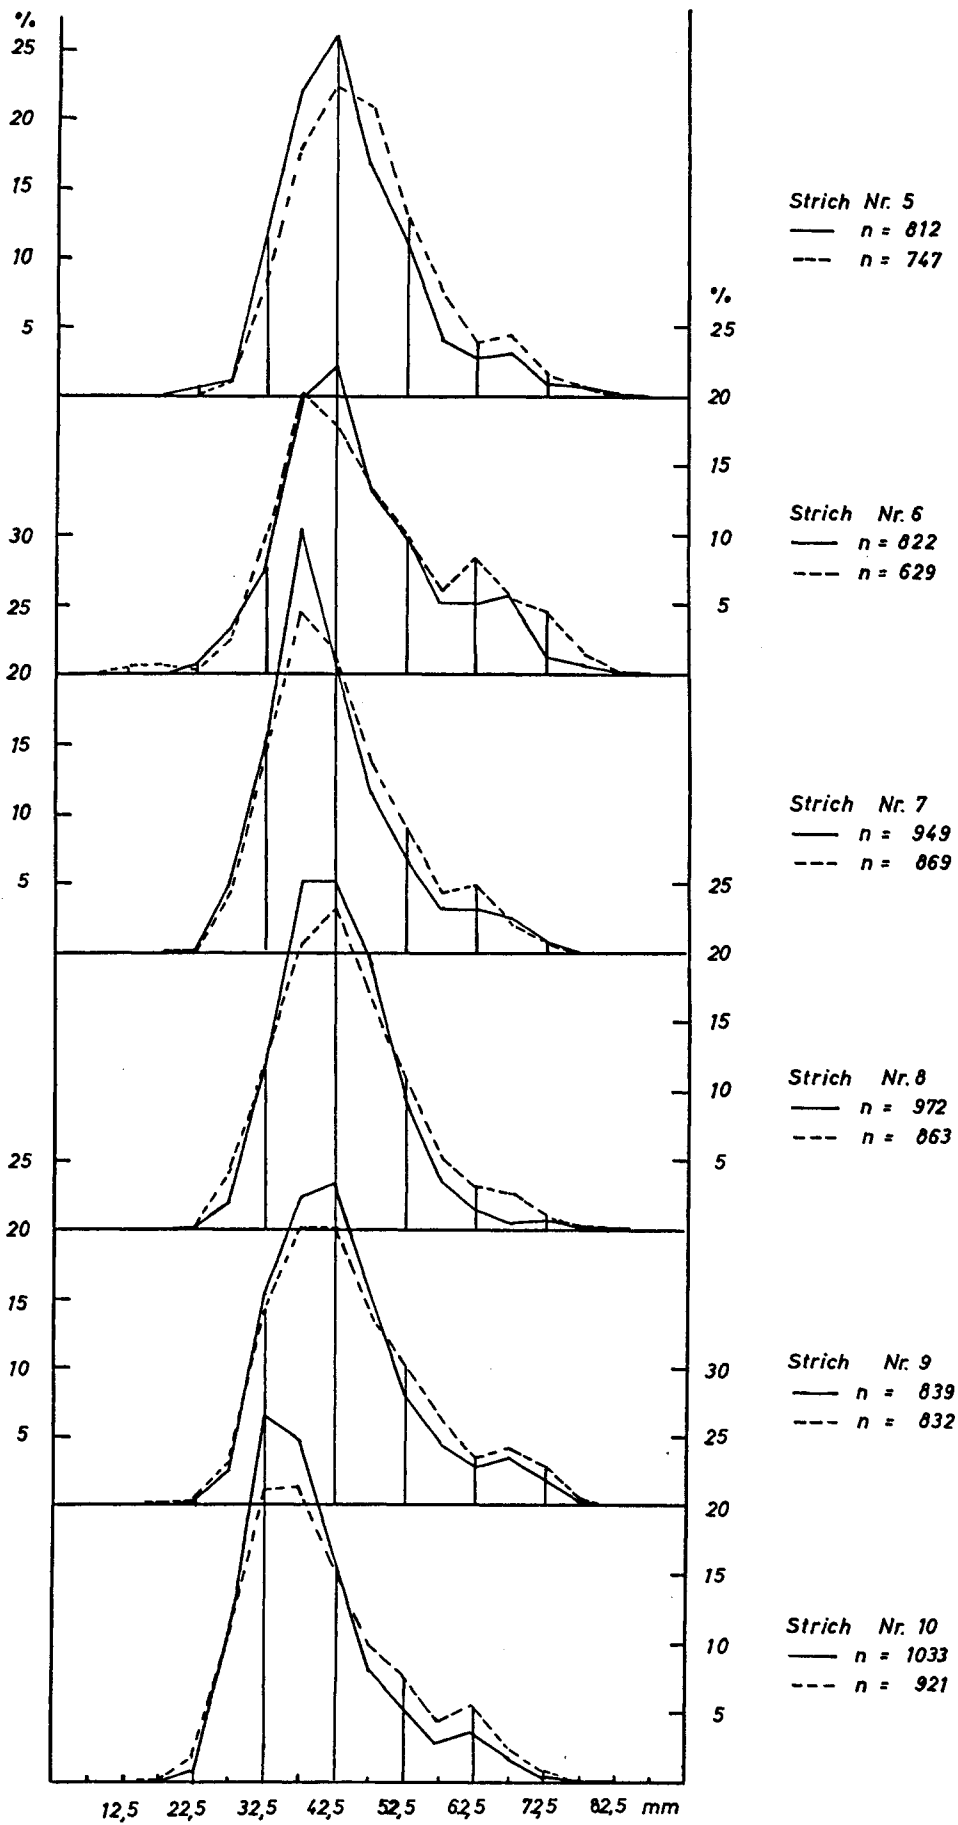 %
25
20
15
10
5
Strich Nr. 5
n = 812
n = 747
%
25
20
15
10
5
Strich Nr. 6
n = 822
n = 629
30
25
20
15
10
5
Strich Nr. 7
n = 949
n = 869
25
20
15
10
5
Strich Nr. 8
n = 972
n = 863
25
20
15
10
5
Strich Nr. 9
n = 839
n = 832
30
25
20
15
10
5
Strich Nr. 10
n = 1033
n = 921
12,5 22,5 32,5 42,5 52,5 62,5 72,5 82,5 mm